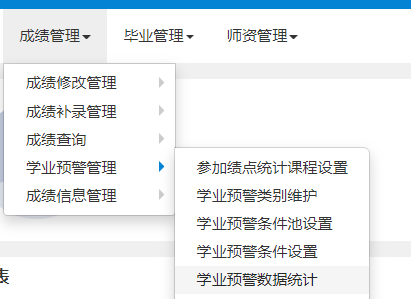 成绩管理 毕业管理 师资管理
成绩修改管理
成绩补录管理
成绩查询
学业预警管理
成绩信息管理
参加绩点统计课程设置
学业预警类别维护
学业预警条件池设置
学业预警条件设置
学业预警数据统计
表